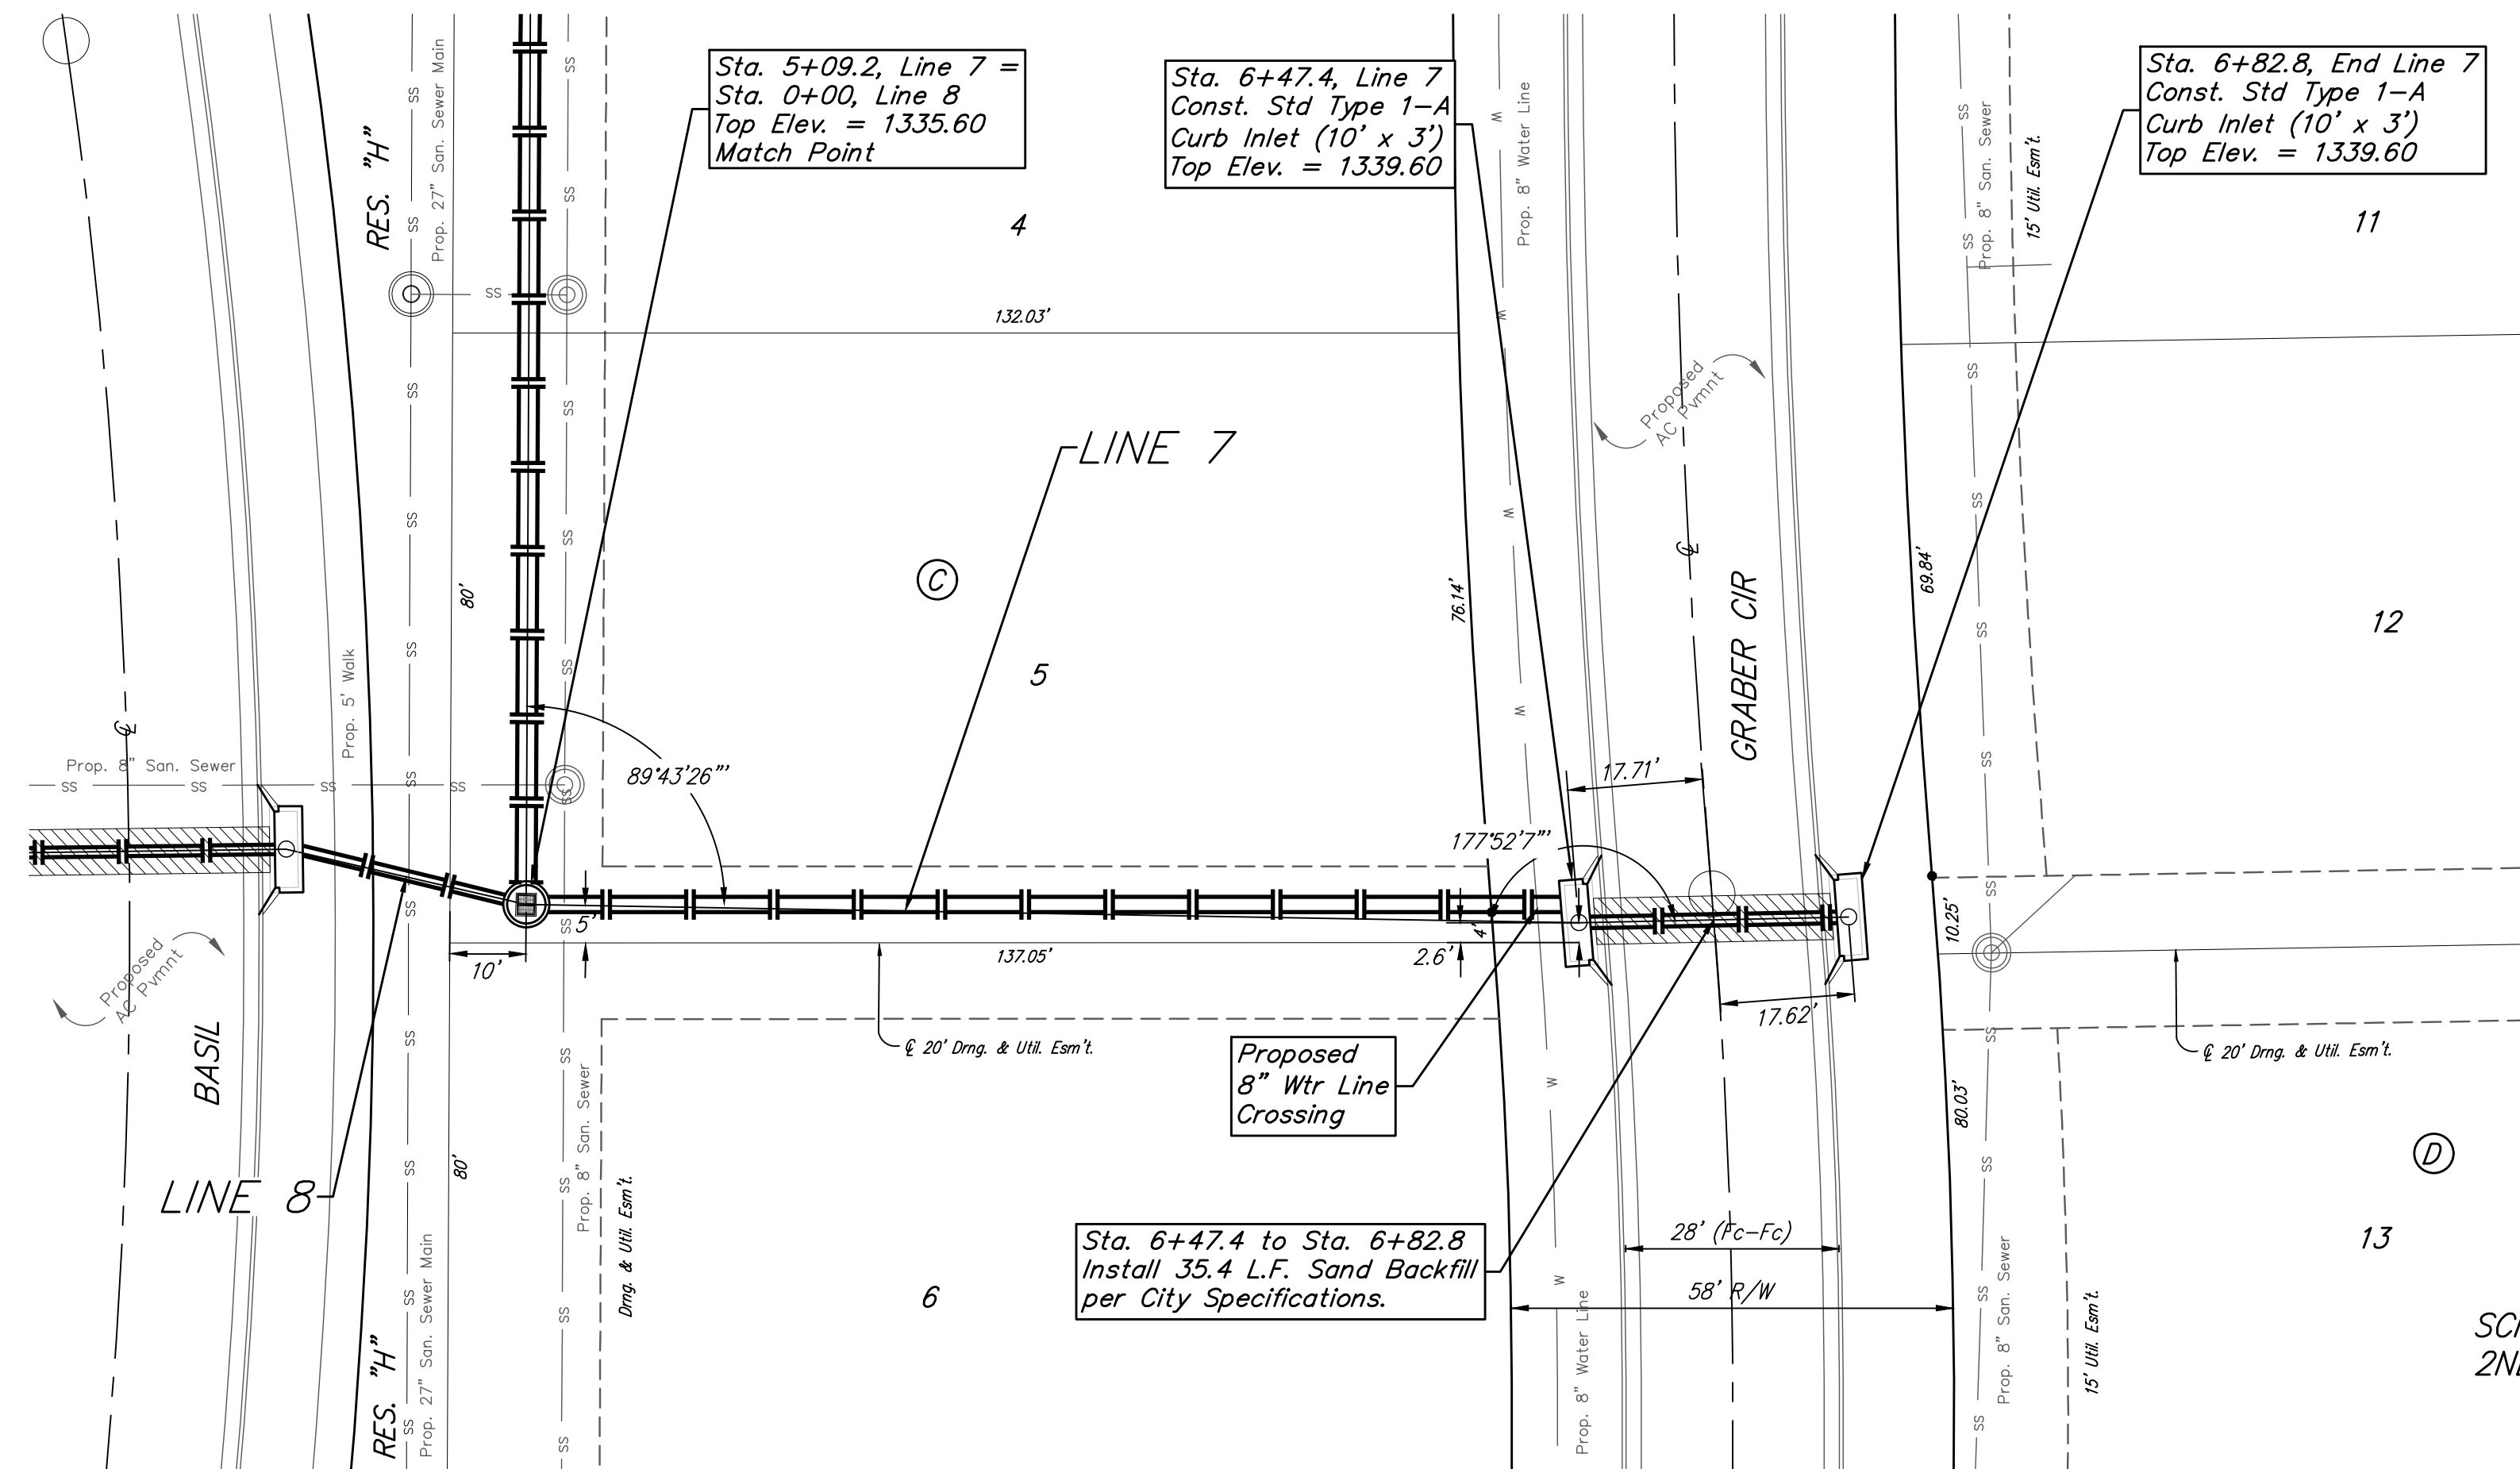 Sta. 5+09.2, Line 7 =
Sta. 0+00, Line 8
Top Elev. = 1335.60
Match Point
Sta. 6+47.4, Line 7
Const. Std Type 1-A
Curb Inlet (10' x 3')
Top Elev. = 1339.60
Sta. 6+82.8, End Line 7
Const. Std Type 1-A
Curb Inlet (10' x 3')
Top Elev. = 1339.60
RES. "H"
Prop. 27" San. Sewer Main
Prop. 8" Water Line
Prop. 8" San. Sewer
15' Util. Esm't.
4
11
132.03'
Proposed
AC Pvmnt
LINE 7
C
80'
76.14'
69.84'
GRABER CIR
12
5
Prop. 5' Walk
Prop. 8" San. Sewer
89°43'26"'
17.71'
177°52'7"'
5'
10'
137.05'
4'
2.6'
10.25'
17.62'
Proposed
AC Pvmnt
BASIL
℄ 20' Drng. & Util. Esm't.
℄ 20' Drng. & Util. Esm't.
Proposed
8" Wtr Line
Crossing
80.03'
D
LINE 8
80'
Prop. 8" San. Sewer
Drng. & Util. Esm't.
Sta. 6+47.4 to Sta. 6+82.8
Install 35.4 L.F. Sand Backfill
per City Specifications.
28' (Fc-Fc)
58' R/W
13
6
RES. "H"
Prop. 27" San. Sewer Main
Prop. 8" Water Line
Prop. 8" San. Sewer
15' Util. Esm't.
2N